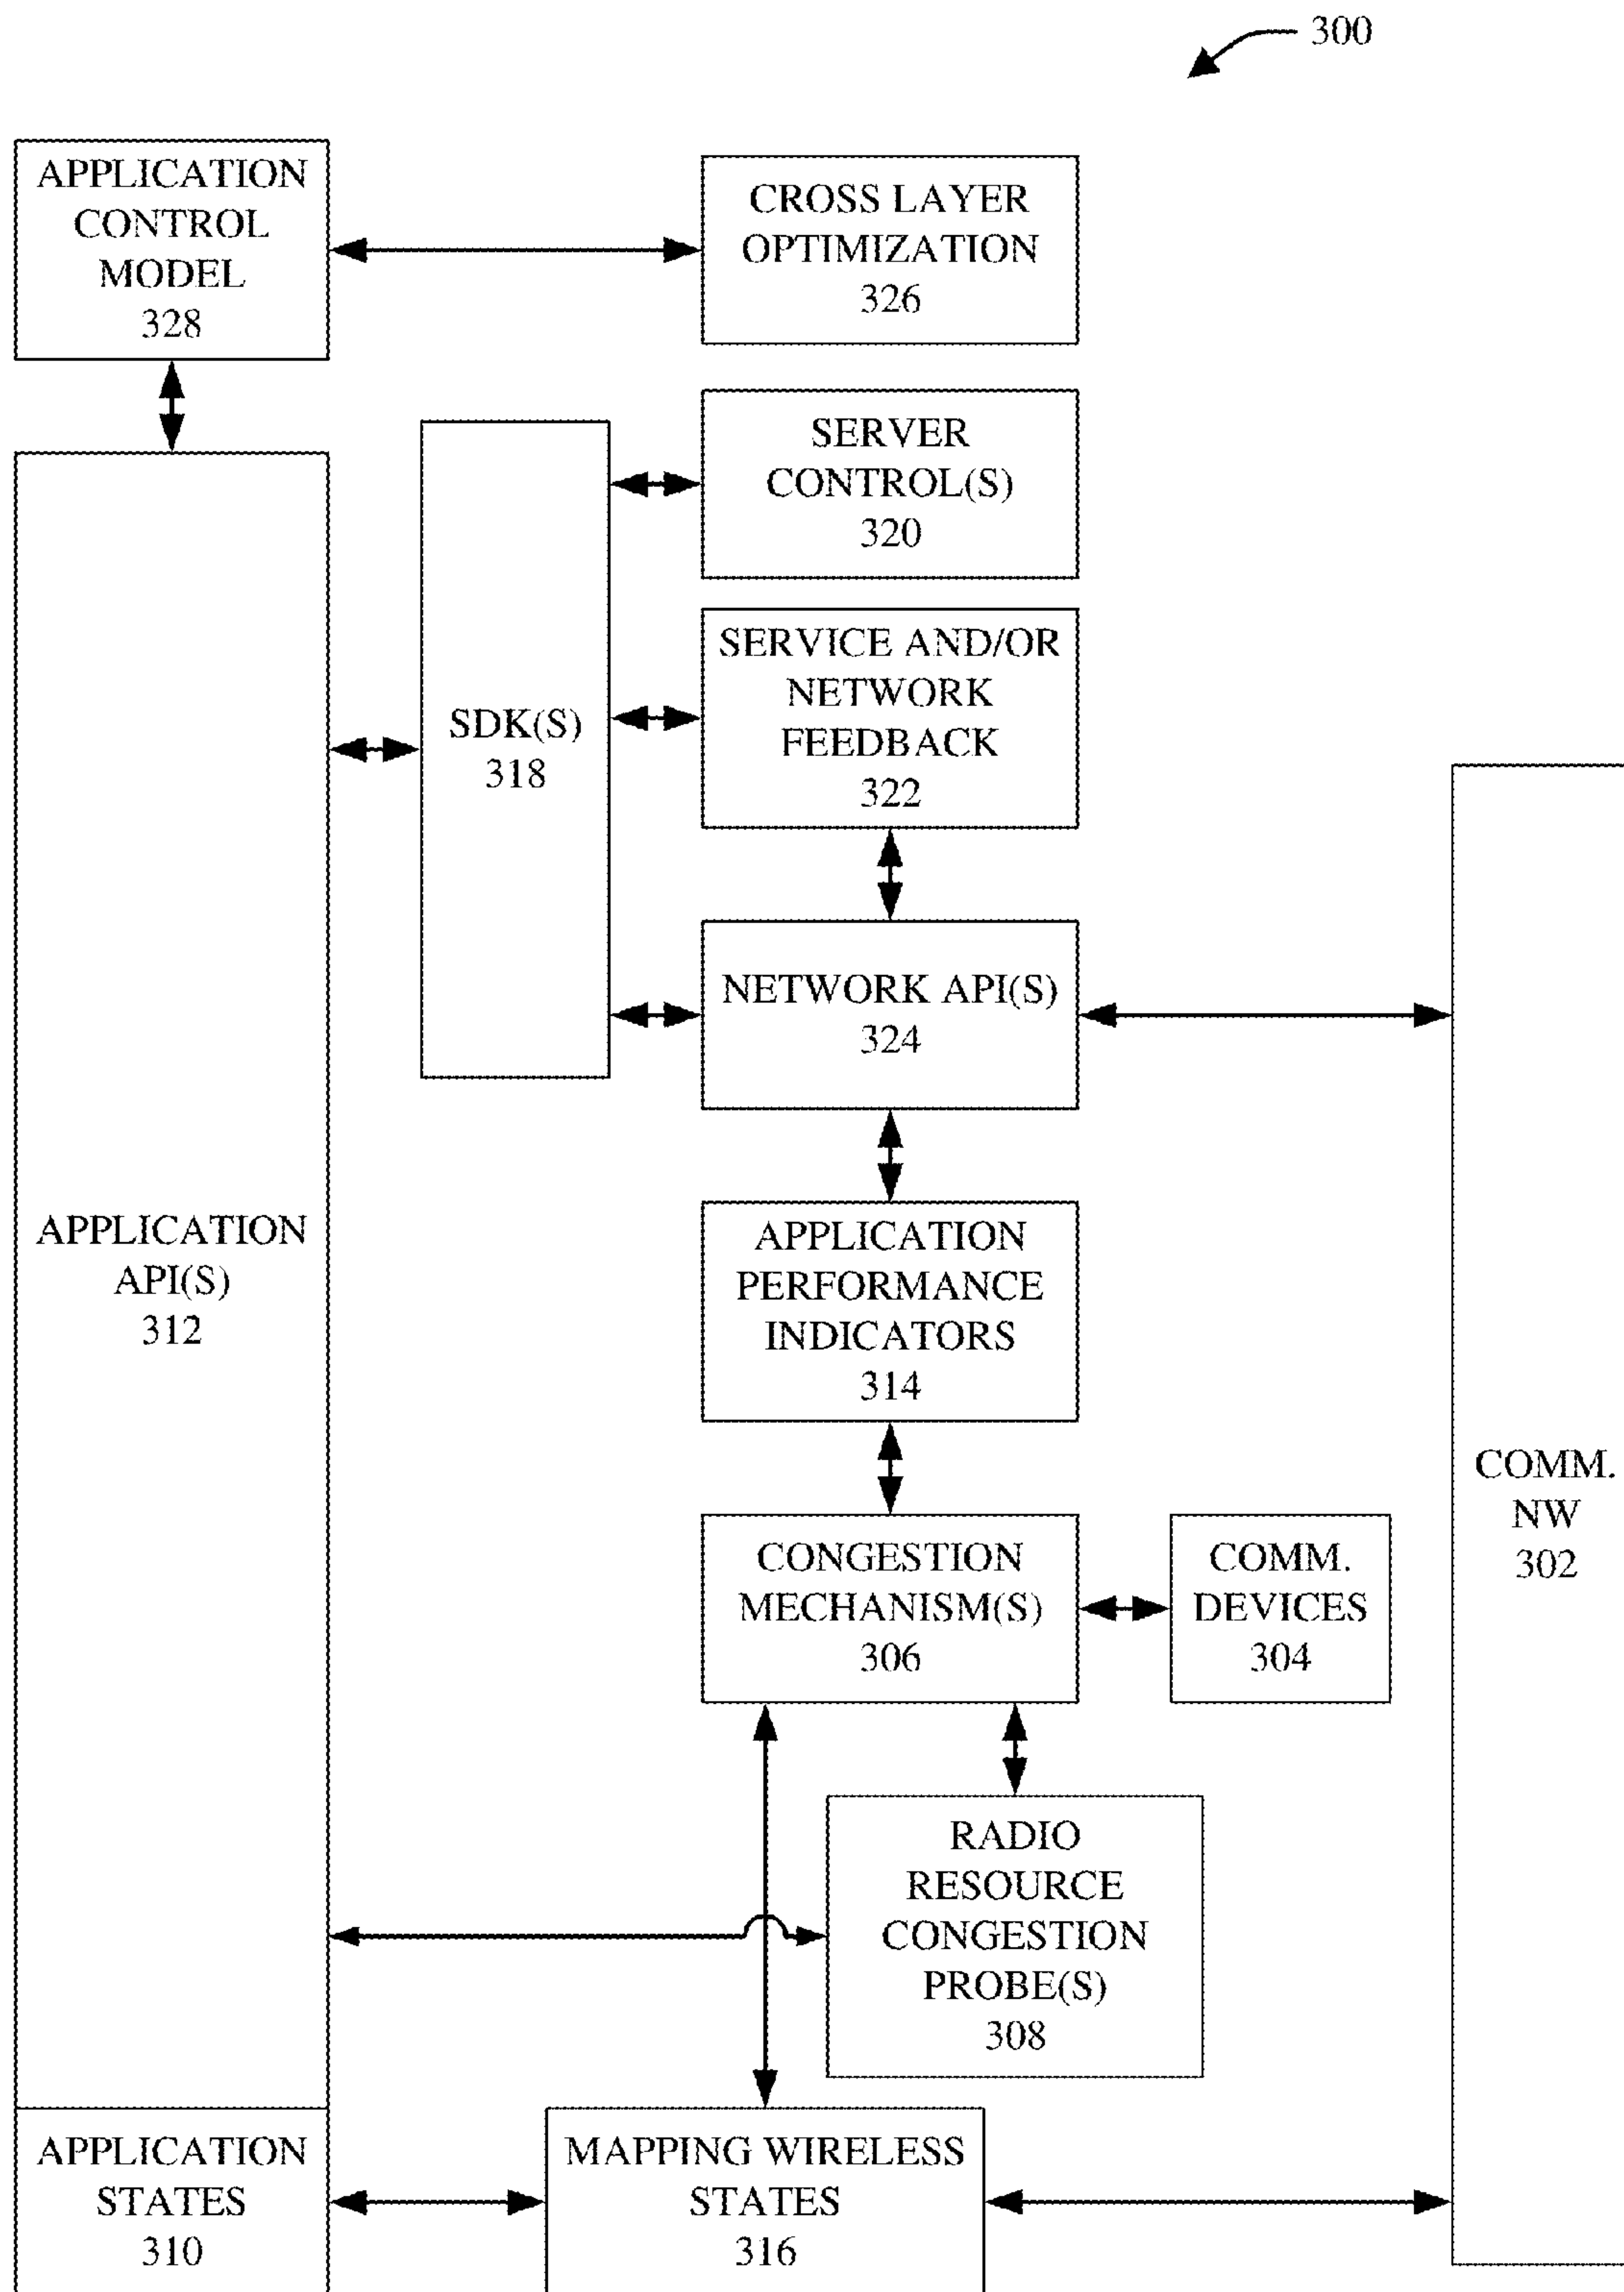 300
APPLICATION
CONTROL
MODEL
328
CROSS LAYER
OPTIMIZATION
326
SERVER
CONTROL(S)
320
SERVICE AND/OR
NETWORK
FEEDBACK
322
SDK(S)
318
NETWORK API(S)
324
APPLICATION
API(S)
312
APPLICATION
PERFORMANCE
INDICATORS
314
COMM.
NW
302
CONGESTION
MECHANISM(S)
306
COMM.
DEVICES
304
RADIO
RESOURCE
CONGESTION
PROBE(S)
308
APPLICATION
STATES
310
MAPPING WIRELESS
STATES
316